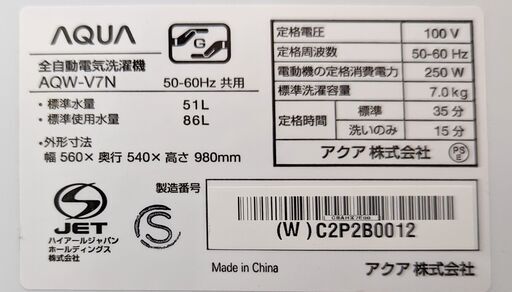 AQUA
G
全自動電気洗濯機
AQW-V7N 50-60Hz 共用
・標準水量 51L
・標準使用水量 86L
・外形寸法
幅 560×奥行 540×高さ 980mm
定格電圧 100 V
定格周波数 50-60 Hz
電動機の定格消費電力 250 W
標準洗濯容量 7.0 kg
定格時間 標準 35 分
洗いのみ 15 分
アクア 株式会社
PS
E
製造番号
S
JET
ハイアールジャパン
ホールディングス
株式会社
(W) C2P2B0012
Made in China アクア 株式会社